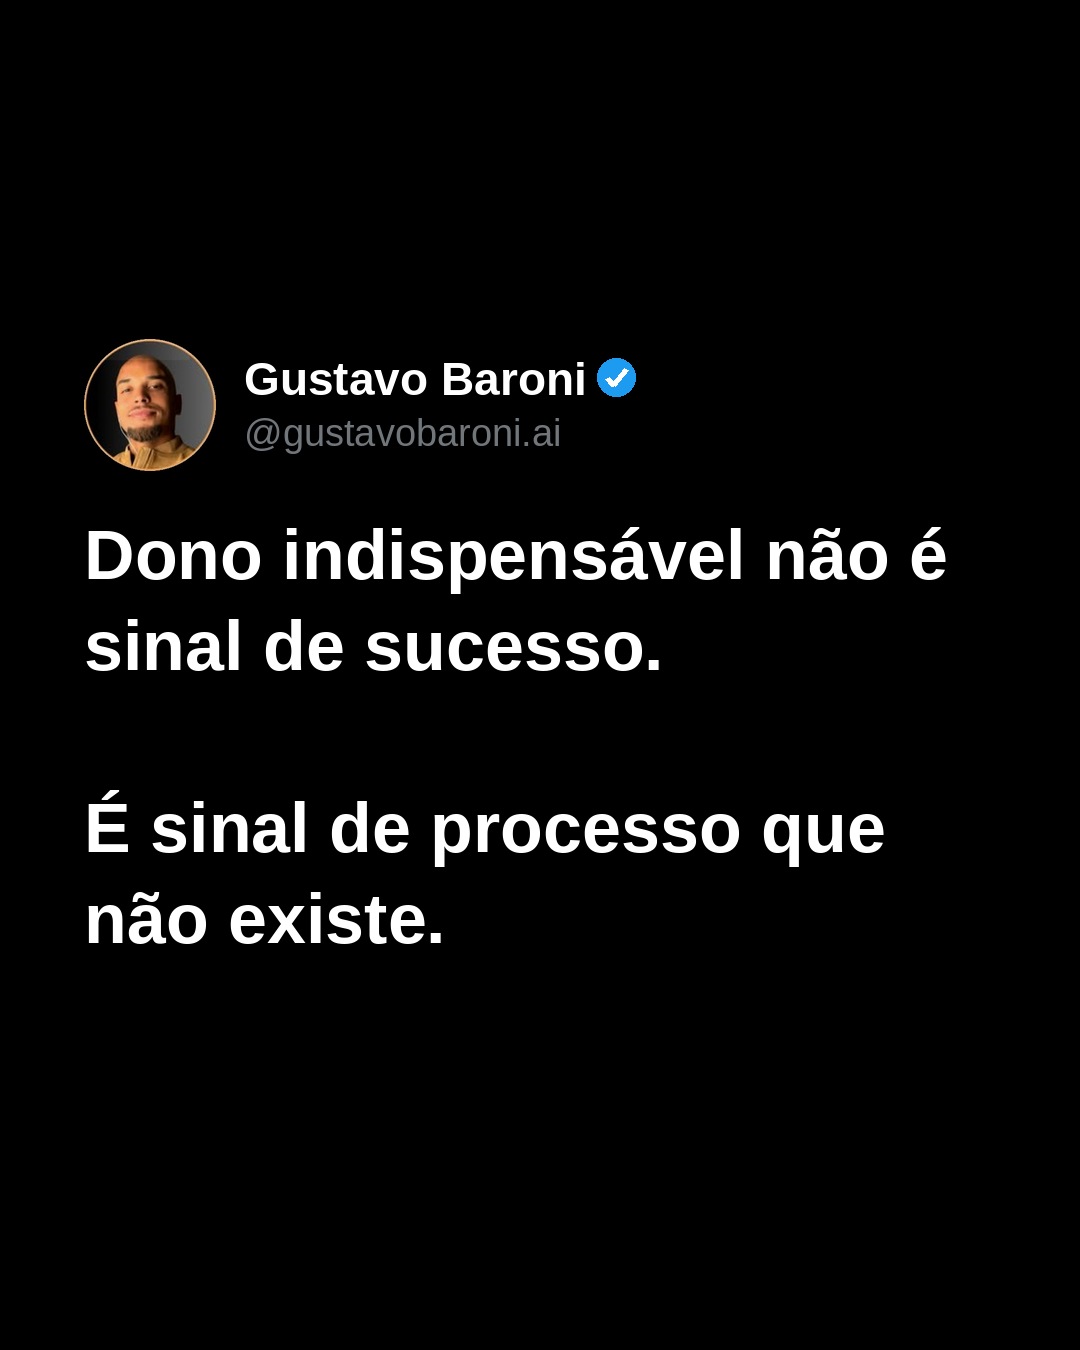 Gustavo Baroni
@gustavobaroni.ai
Dono indispensável não é
sinal de sucesso.
É sinal de processo que
não existe.